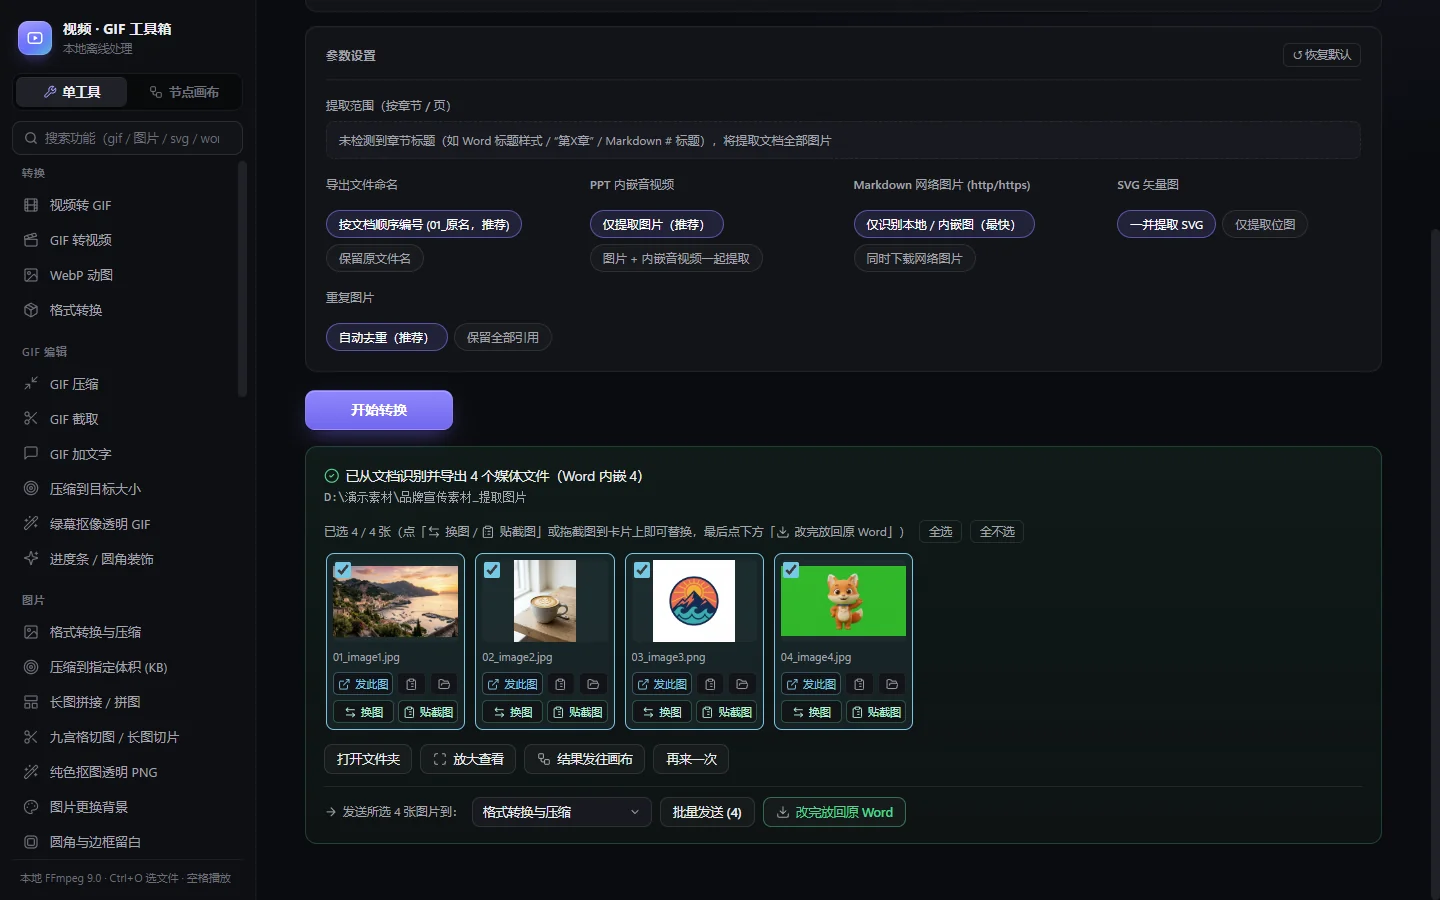 视频 · GIF 工具箱
本地离线处理
单工具
节点画布
搜索功能（gif / 图片 / svg / wor
转换
视频转 GIF
GIF 转视频
WebP 动图
格式转换
GIF 编辑
GIF 压缩
GIF 截取
GIF 加文字
压缩到目标大小
绿幕抠像透明 GIF
进度条 / 圆角装饰
图片
格式转换与压缩
压缩到指定体积 (KB)
长图拼接 / 拼图
九宫格切图 / 长图切片
纯色抠图透明 PNG
图片更换背景
圆角与边框留白
本地 FFmpeg 9.0 · Ctrl+O 选文件 · 空格播放
参数设置
↺ 恢复默认
提取范围（按章节 / 页）
未检测到章节标题（如 Word 标题样式 / “第X章” / Markdown # 标题），将提取文档全部图片
导出文件命名
按文档顺序编号 (01_原名，推荐)
保留原文件名
PPT 内嵌音视频
仅提取图片（推荐）
图片 + 内嵌音视频一起提取
Markdown 网络图片 (http/https)
仅识别本地 / 内嵌图（最快）
同时下载网络图片
SVG 矢量图
一并提取 SVG
仅提取位图
重复图片
自动去重（推荐）
保留全部引用
开始转换
已从文档识别并导出 4 个媒体文件（Word 内嵌 4）
D:\演示素材\品牌宣传素材_提取图片
已选 4 / 4 张（点「换图 / 贴截图」或拖截图到卡片上即可替换，最后点下方「改完放回原 Word」）
全选
全不选
01_image1.jpg
发此图
换图
贴截图
02_image2.jpg
发此图
换图
贴截图
03_image3.png
发此图
换图
贴截图
04_image4.jpg
发此图
换图
贴截图
打开文件夹
放大查看
结果发往画布
再来一次
→ 发送所选 4 张图片到：
格式转换与压缩
批量发送 (4)
改完放回原 Word